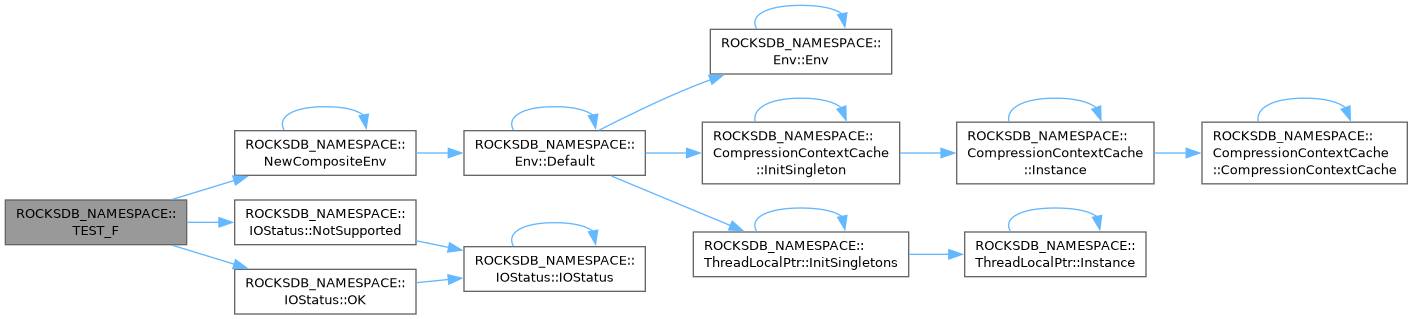 ROCKSDB_NAMESPACE::
TEST_F
ROCKSDB_NAMESPACE::
NewCompositeEnv
ROCKSDB_NAMESPACE::
IOStatus::NotSupported
ROCKSDB_NAMESPACE::
IOStatus::OK
ROCKSDB_NAMESPACE::
Env::Default
ROCKSDB_NAMESPACE::
IOStatus::IOStatus
ROCKSDB_NAMESPACE::
Env::Env
ROCKSDB_NAMESPACE::
CompressionContextCache
::InitSingleton
ROCKSDB_NAMESPACE::
ThreadLocalPtr::InitSingletons
ROCKSDB_NAMESPACE::
CompressionContextCache
::Instance
ROCKSDB_NAMESPACE::
ThreadLocalPtr::Instance
ROCKSDB_NAMESPACE::
CompressionContextCache
::CompressionContextCache